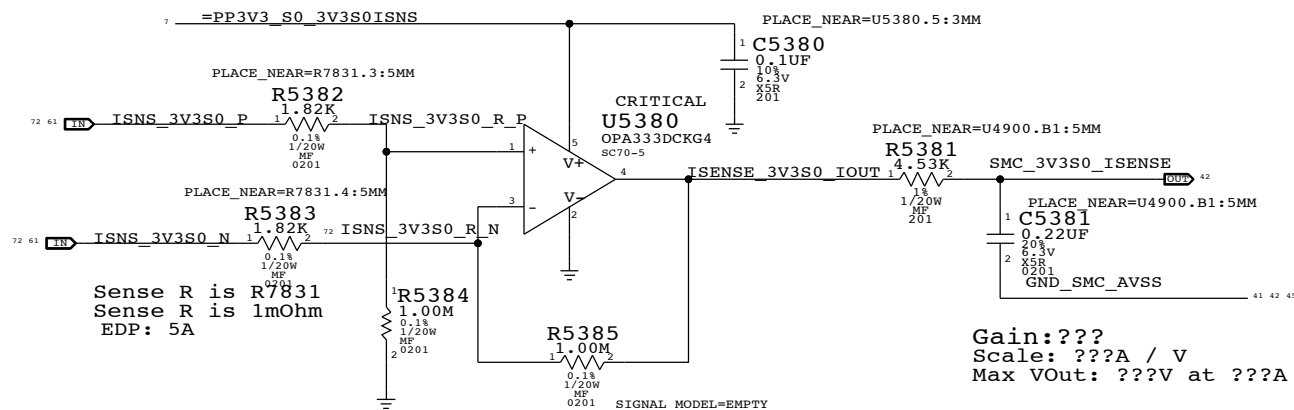 7 =PP3V3_S0_3V3S0ISNS
PLACE_NEAR=U5380.5:3MM
1 C5380
0.1UF
10%
6.3V
X5R
201
2
PLACE_NEAR=R7831.3:5MM
R5382
1.82K
72 61 IN ISNS_3V3S0_P 1 2 ISNS_3V3S0_R_P
0.1%
1/20W
MF
0201
CRITICAL
U5380
OPA333DCKG4
SC70-5
5
V+
1 +
4
3 −
V−
2
PLACE_NEAR=R7831.4:5MM
R5383
1.82K
72 61 IN ISNS_3V3S0_N 1 2 72 ISNS_3V3S0_R_N
0.1%
1/20W
MF
0201
PLACE_NEAR=U4900.B1:5MM
R5381
4.53K
ISENSE_3V3S0_IOUT 1 2 SMC_3V3S0_ISENSE OUT 42
1%
1/20W
MF
201
PLACE_NEAR=U4900.B1:5MM
1 C5381
0.22UF
20%
6.3V
X5R
0201
2
GND_SMC_AVSS 41 42 45
Sense R is R7831
Sense R is 1mOhm
EDP: 5A
1 R5384
1.00M
0.1%
1/20W
MF
0201
2
R5385
1.00M
1 2
0.1%
1/20W
MF
0201
SIGNAL_MODEL=EMPTY
Gain:???
Scale: ???A / V
Max VOut: ???V at ???A